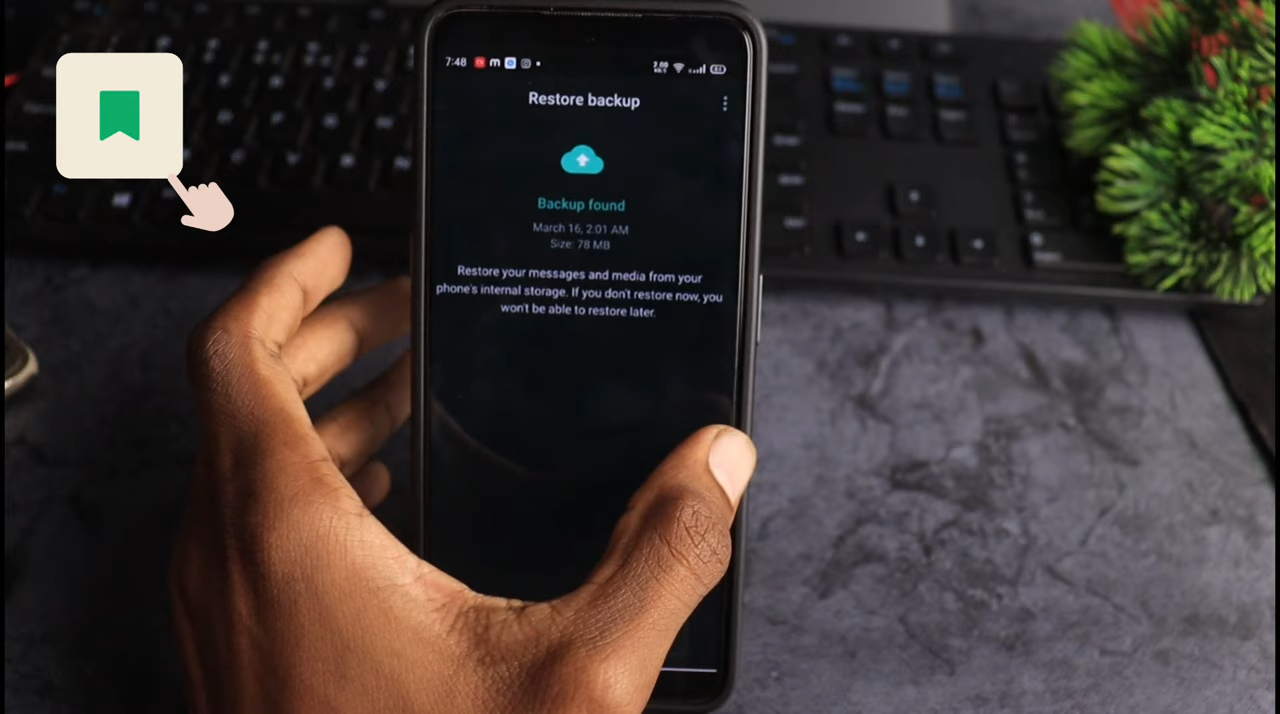 7:48
Restore backup
Backup found
March 16, 2:01 AM
Size: 78 MB
Restore your messages and media from your
phone's internal storage. If you don't restore now, you
won't be able to restore later.